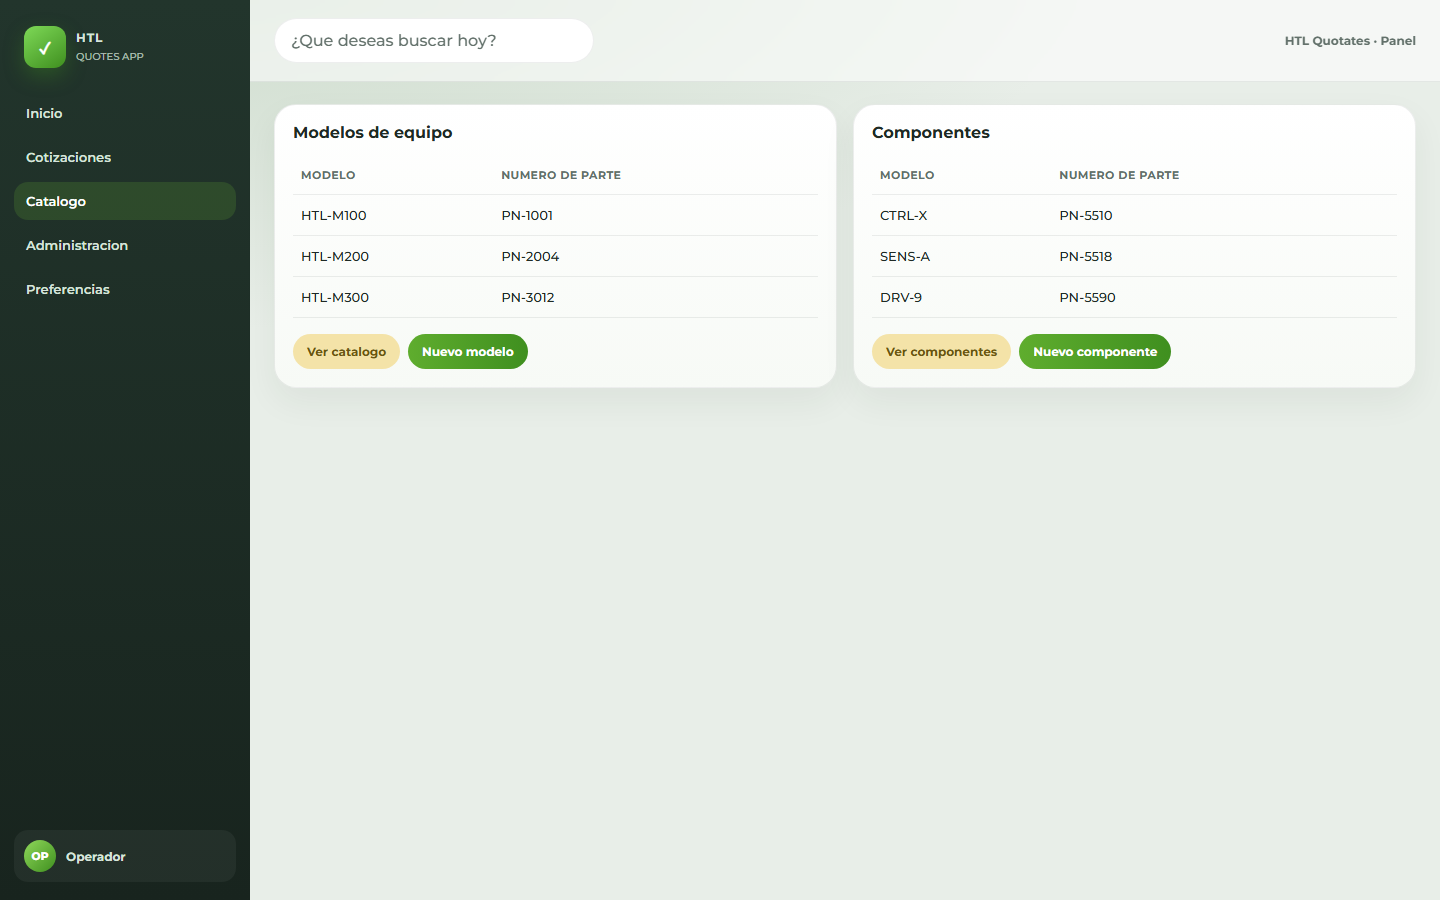 HTL
QUOTES APP
Inicio
Cotizaciones
Catalogo
Administracion
Preferencias
OP Operador
¿Que deseas buscar hoy?
HTL Quotates · Panel
Modelos de equipo
MODELO NUMERO DE PARTE
HTL-M100 PN-1001
HTL-M200 PN-2004
HTL-M300 PN-3012
Ver catalogo Nuevo modelo
Componentes
MODELO NUMERO DE PARTE
CTRL-X PN-5510
SENS-A PN-5518
DRV-9 PN-5590
Ver componentes Nuevo componente